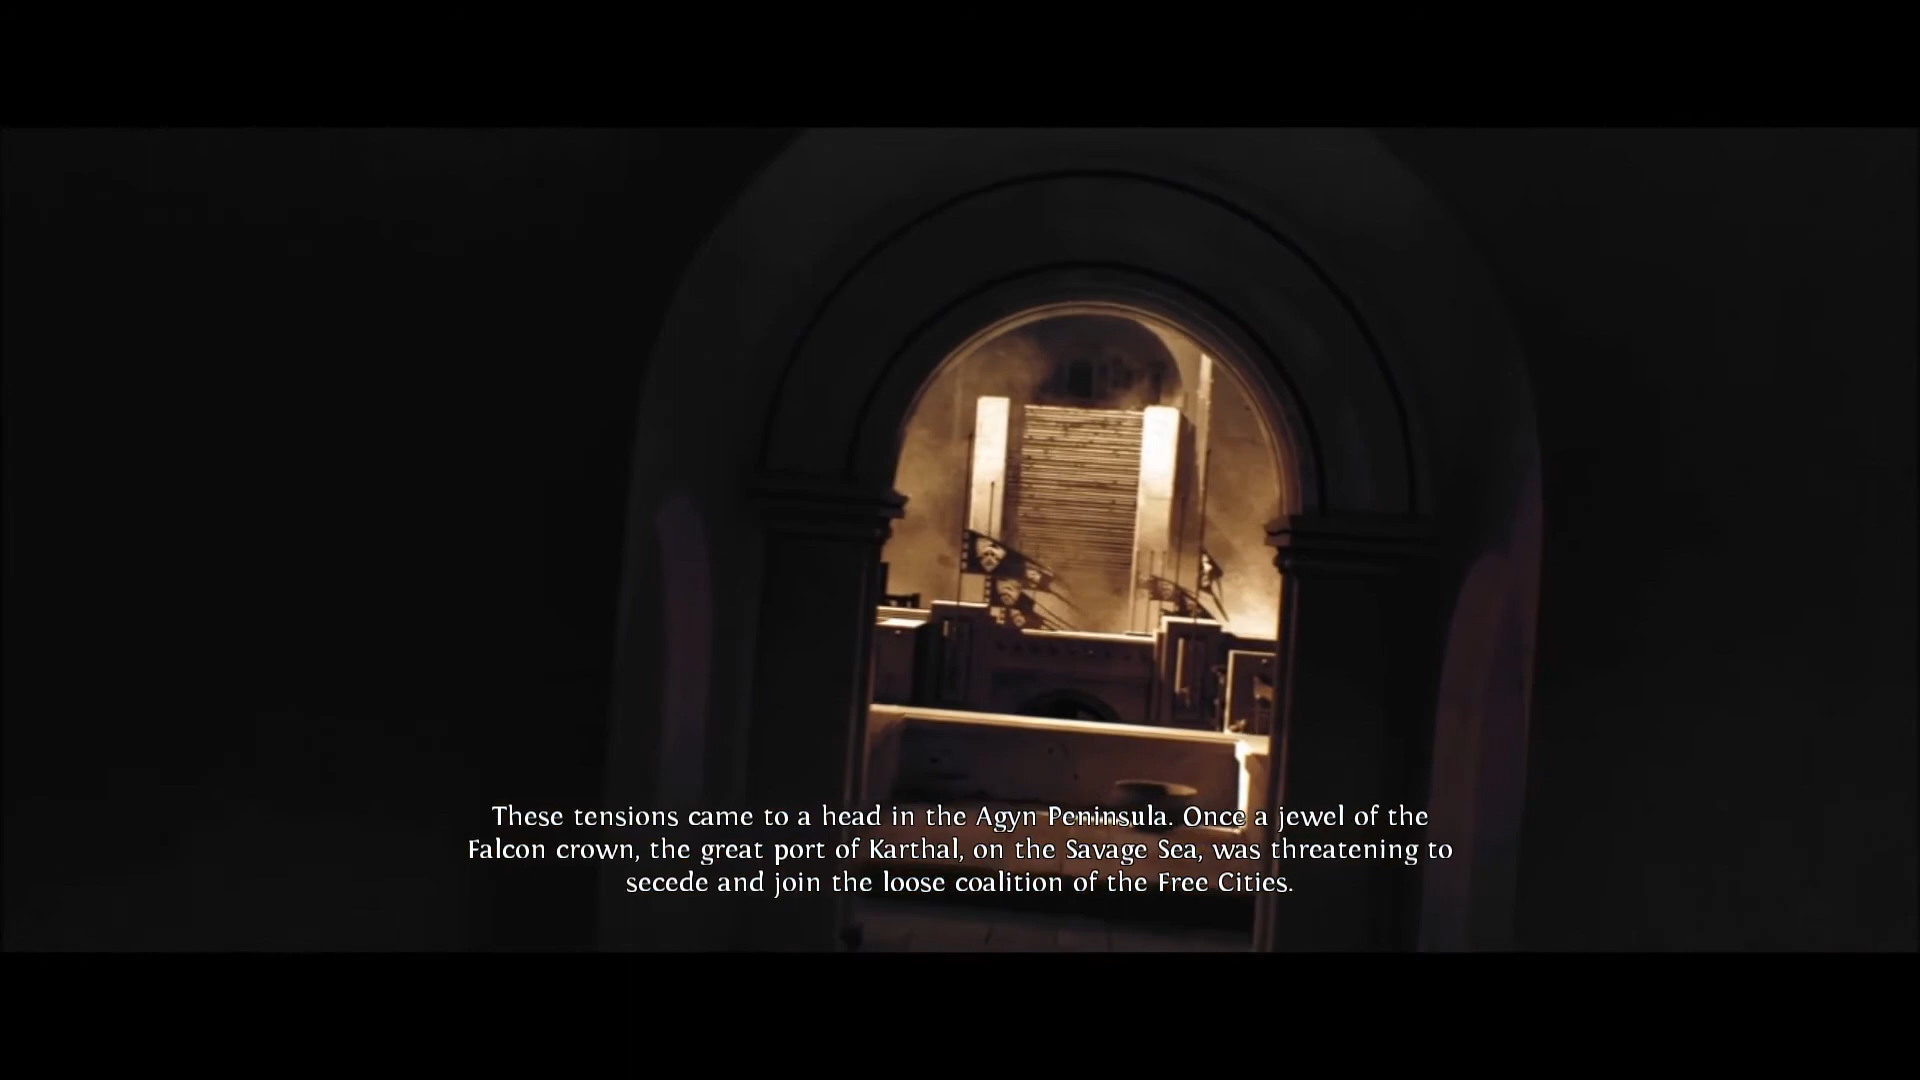 These tensions came to a head in the Agyn Peninsula. Once a jewel of the
Falcon crown, the great port of Karthal, on the Savage Sea, was threatening to
secede and join the loose coalition of the Free Cities.